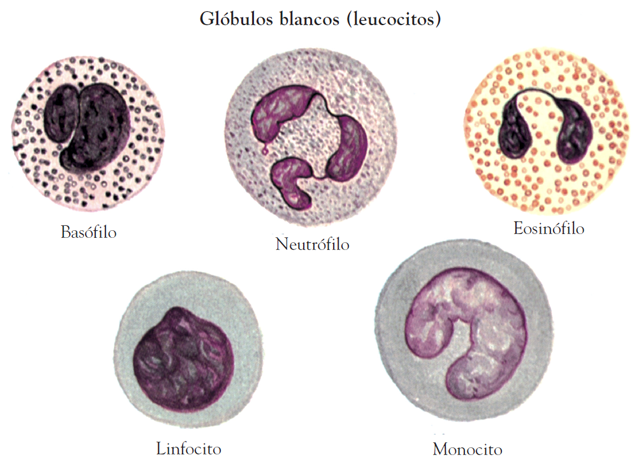 Glóbulos blancos (leucocitos)
Basófilo
Neutrófilo
Eosinófilo
Linfocito
Monocito